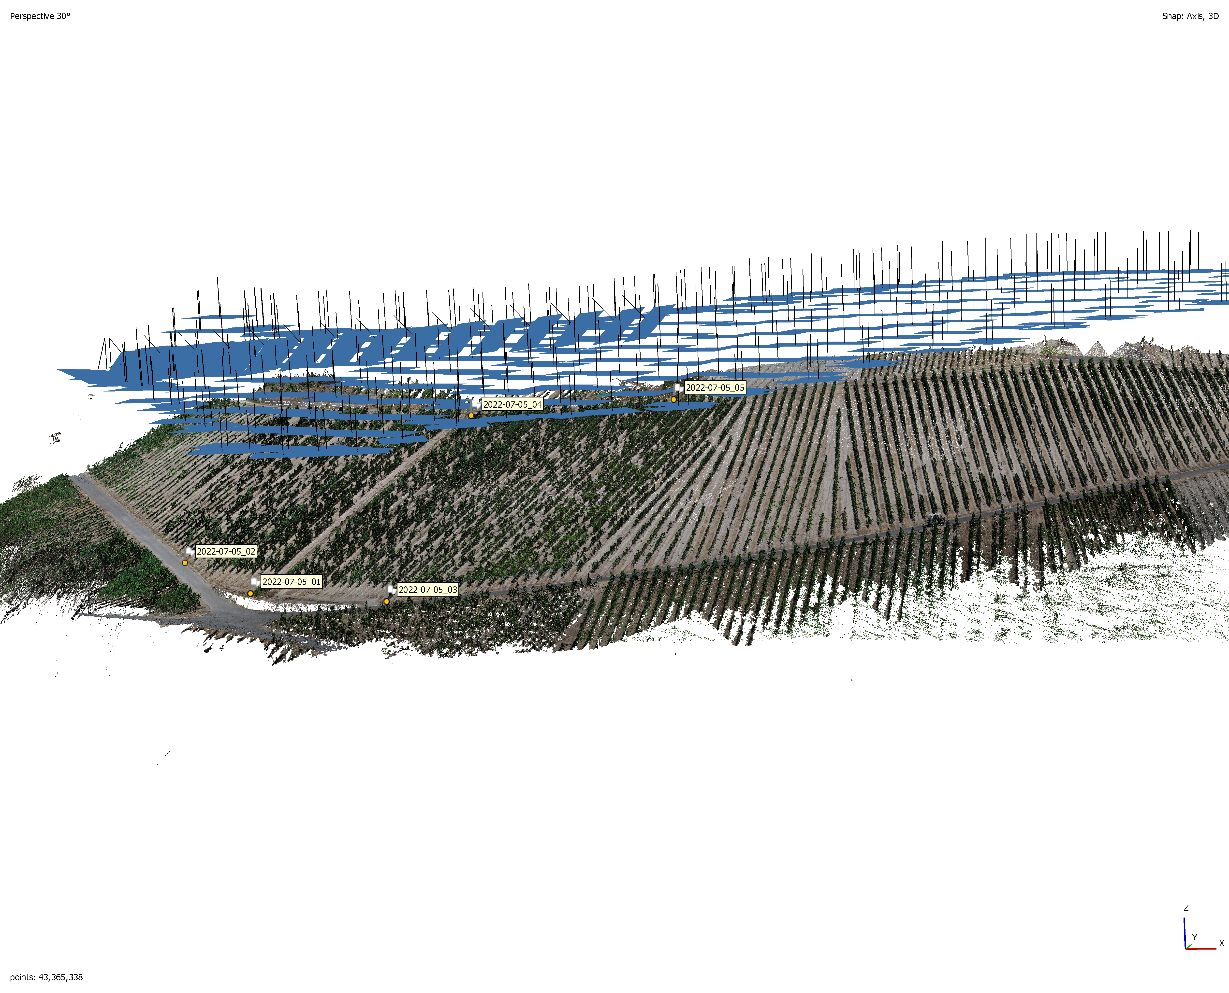 Perspective 30°
Snap: Axis, 3D
2022-07-05_05
2022-07-05_04
2022-07-05_02
2022-07-05_01
2022-07-05_03
Z
Y
X
points: 43,365,338